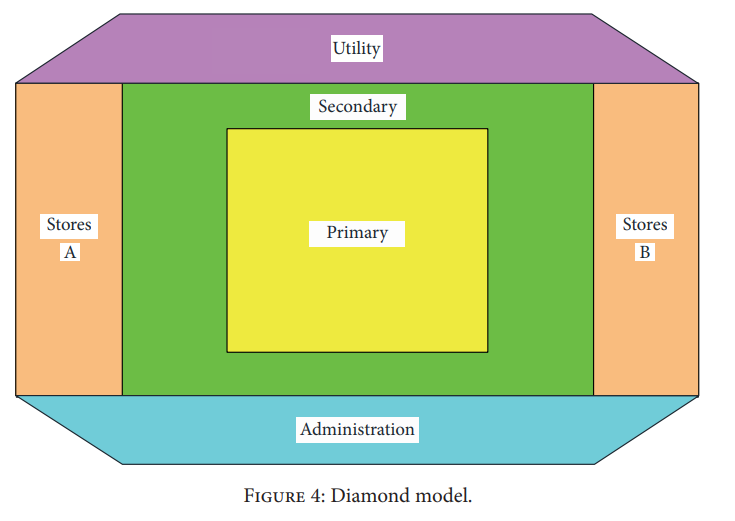 Utility
Secondary
Primary
Stores
A
Stores
B
Administration
FIGURE 4: Diamond model.